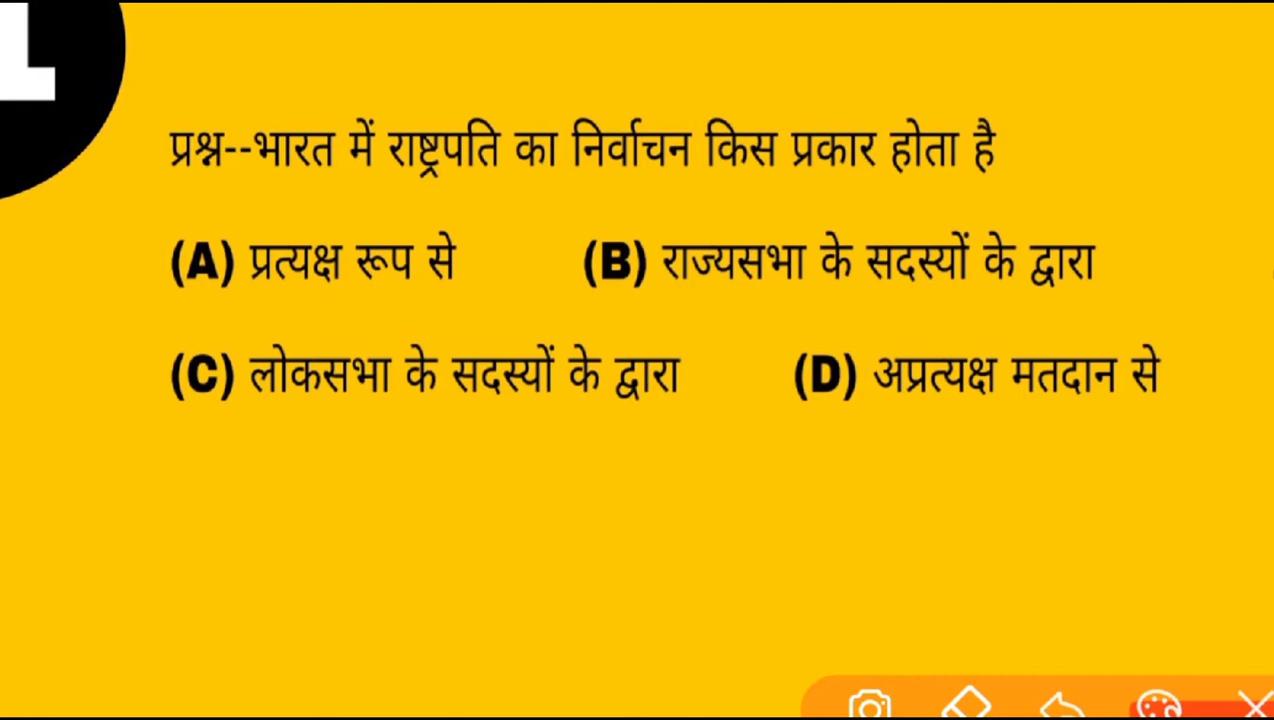 प्रश्न--भारत में राष्ट्रपति का निर्वाचन किस प्रकार होता है
(A) प्रत्यक्ष रूप से (B) राज्यसभा के सदस्यों के द्वारा
(C) लोकसभा के सदस्यों के द्वारा (D) अप्रत्यक्ष मतदान से